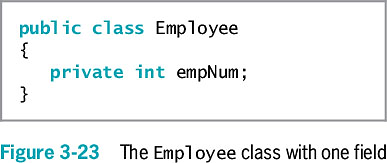 public class Employee
{
private int empNum;
}
Figure 3-23 The Employee class with one field